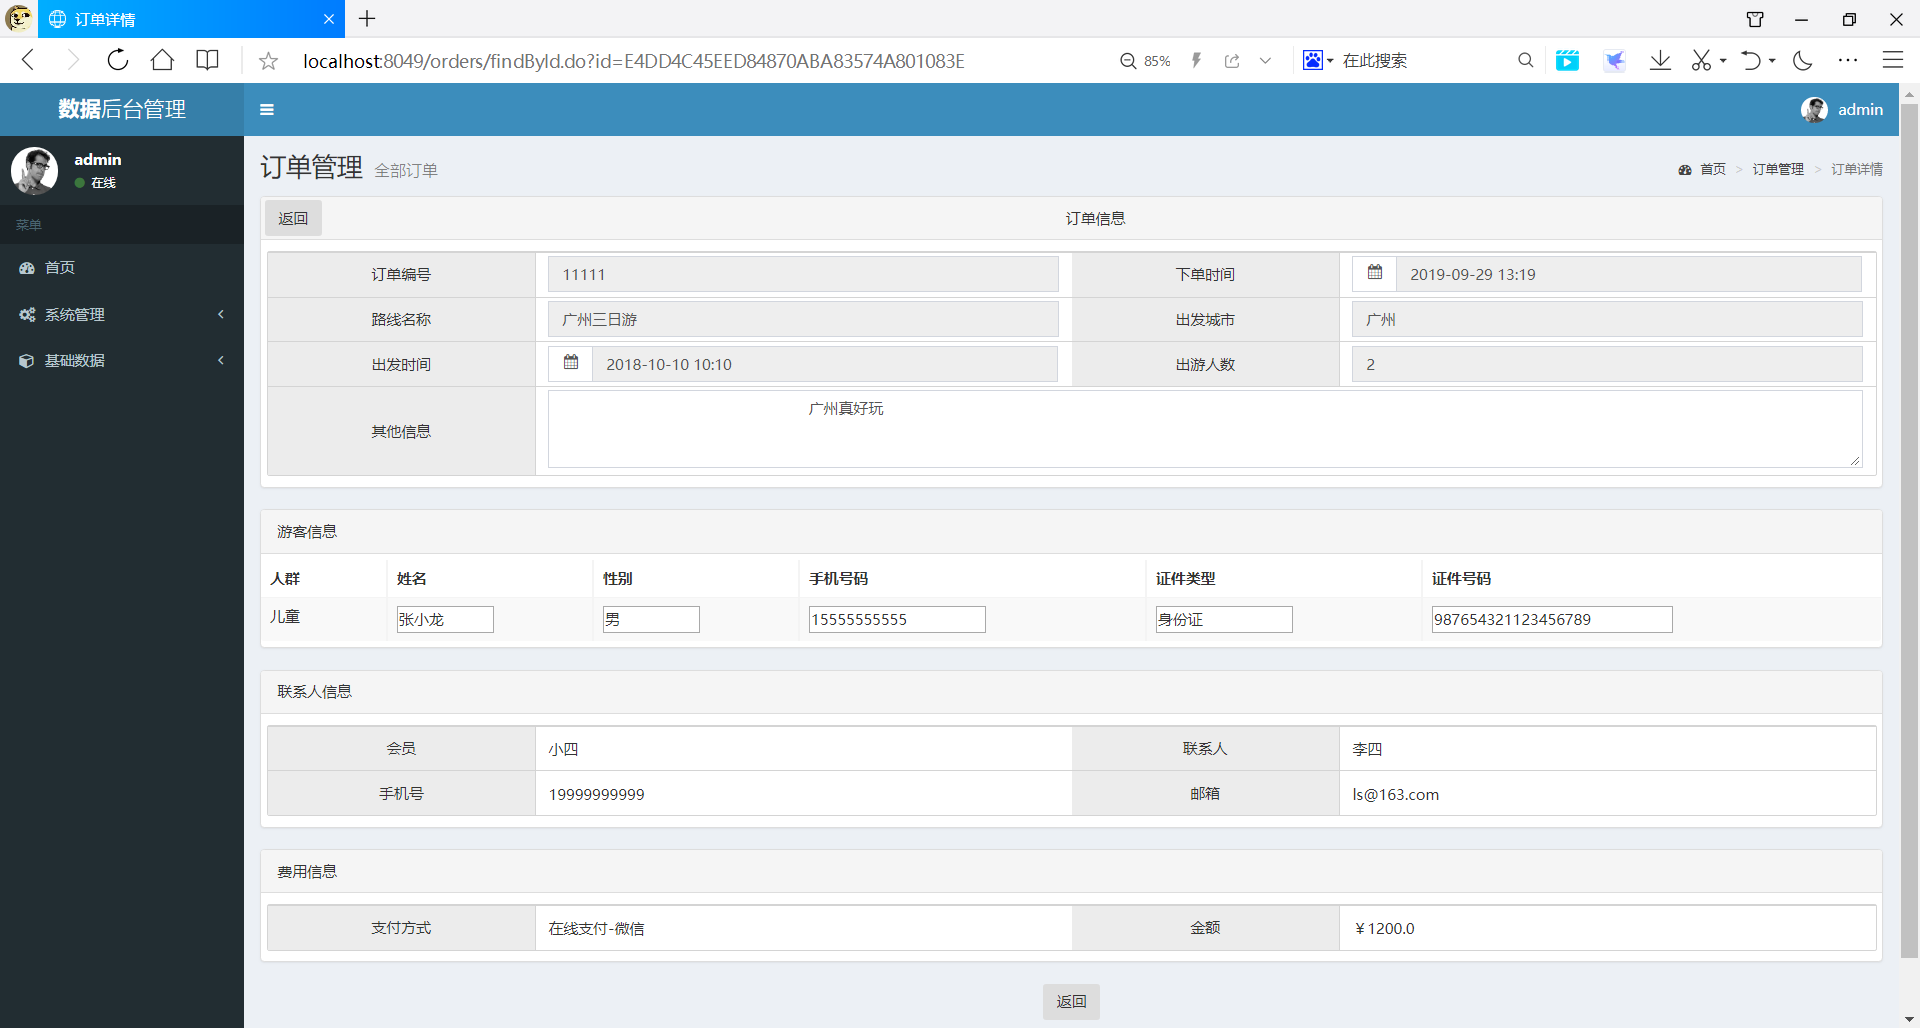 订单详情
localhost:8049/orders/findById.do?id=E4DD4C45EED84870ABA83574A801083E
85%
在此搜索
数据后台管理
admin
admin
在线
菜单
首页
系统管理
基础数据
订单管理 全部订单
首页 > 订单管理 > 订单详情
返回 订单信息
订单编号 11111 下单时间 2019-09-29 13:19
路线名称 广州三日游 出发城市 广州
出发时间 2018-10-10 10:10 出游人数 2
其他信息 广州真好玩
游客信息
人群 姓名 性别 手机号码 证件类型 证件号码
儿童 张小龙 男 15555555555 身份证 987654321123456789
联系人信息
会员 小四 联系人 李四
手机号 19999999999 邮箱 ls@163.com
费用信息
支付方式 在线支付-微信 金额 ￥1200.0
返回